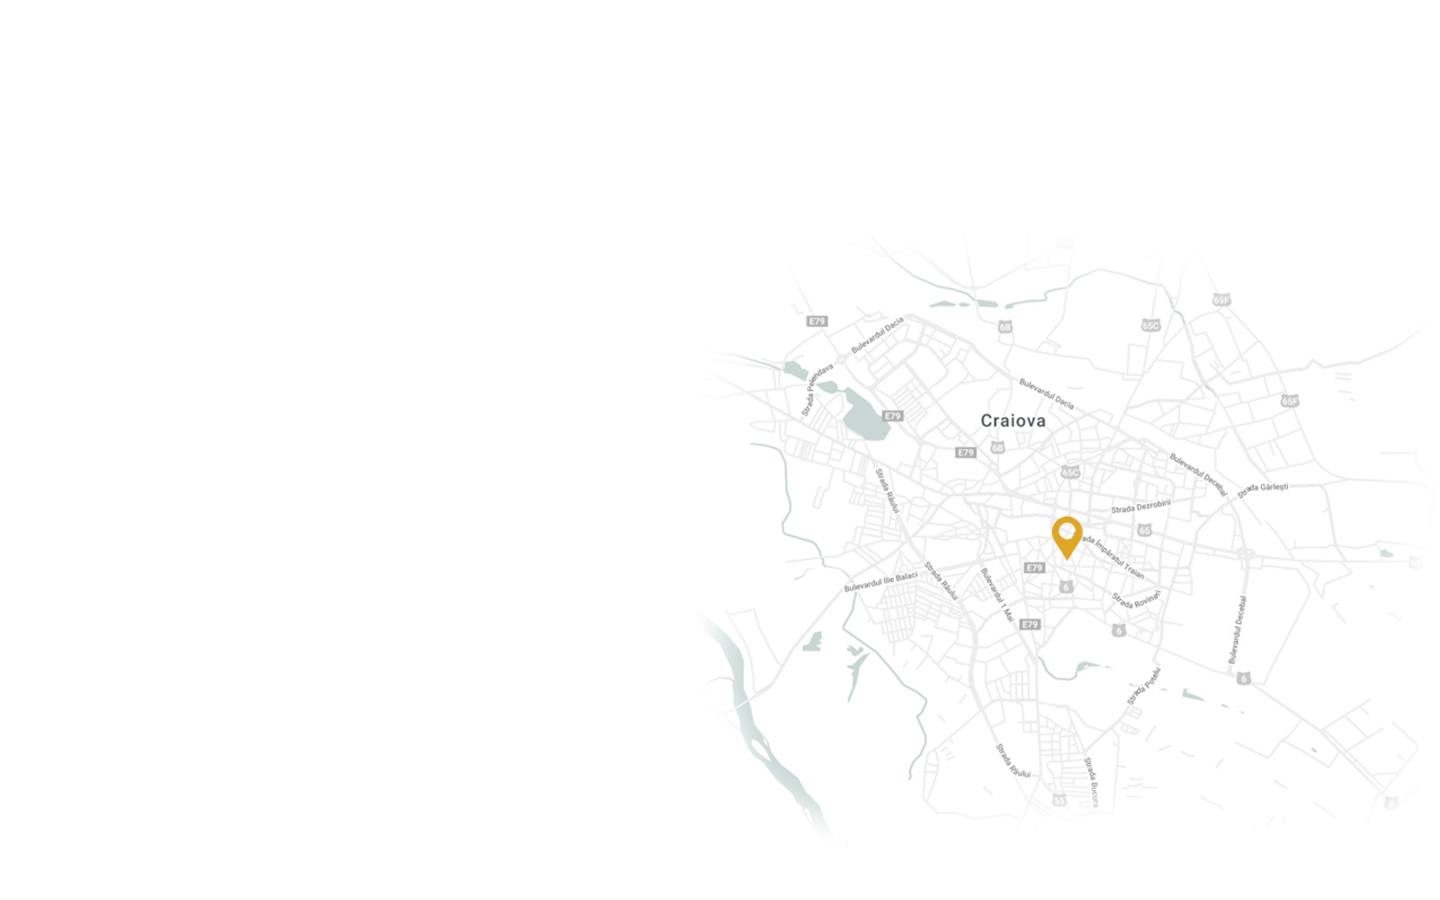 65F
E79
Bulevardul Dacia
6B
65C
Strada Pelendava
Bulevardul Dacia
65F
E79
Craiova
E79
6B
65C
Bulevardul Decebal
Strada Gârlești
Strada Râului
Strada Dezrobirii
65
Strada Împăratul Traian
E79
Bulevardul Ilie Balaci
Strada Râului
Bulevardul 1 Mai
6
Strada Rovinari
E79
6
Bulevardul Decebal
6
Strada Potelu
Strada Râului
Strada Bucura
55